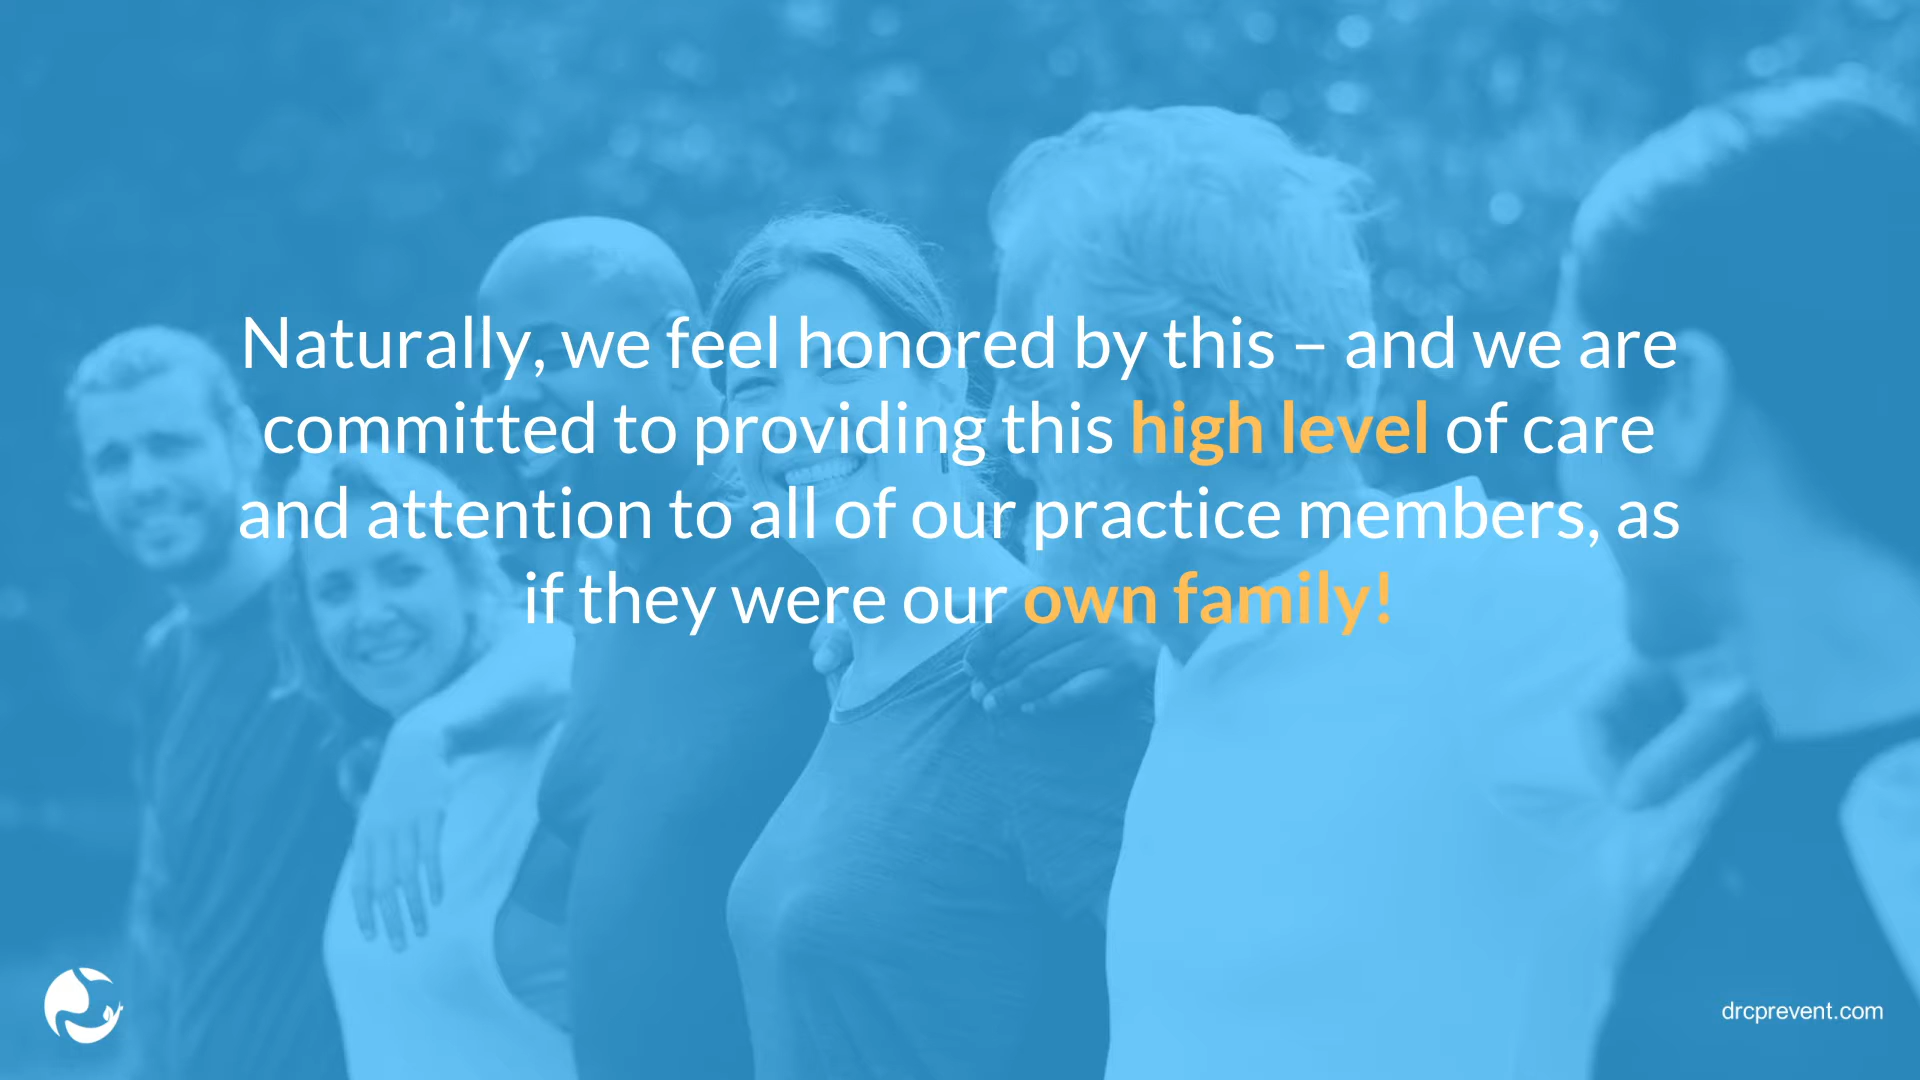 Naturally, we feel honored by this – and we are
committed to providing this high level of care
and attention to all of our practice members, as
if they were our own family!
drcprevent.com